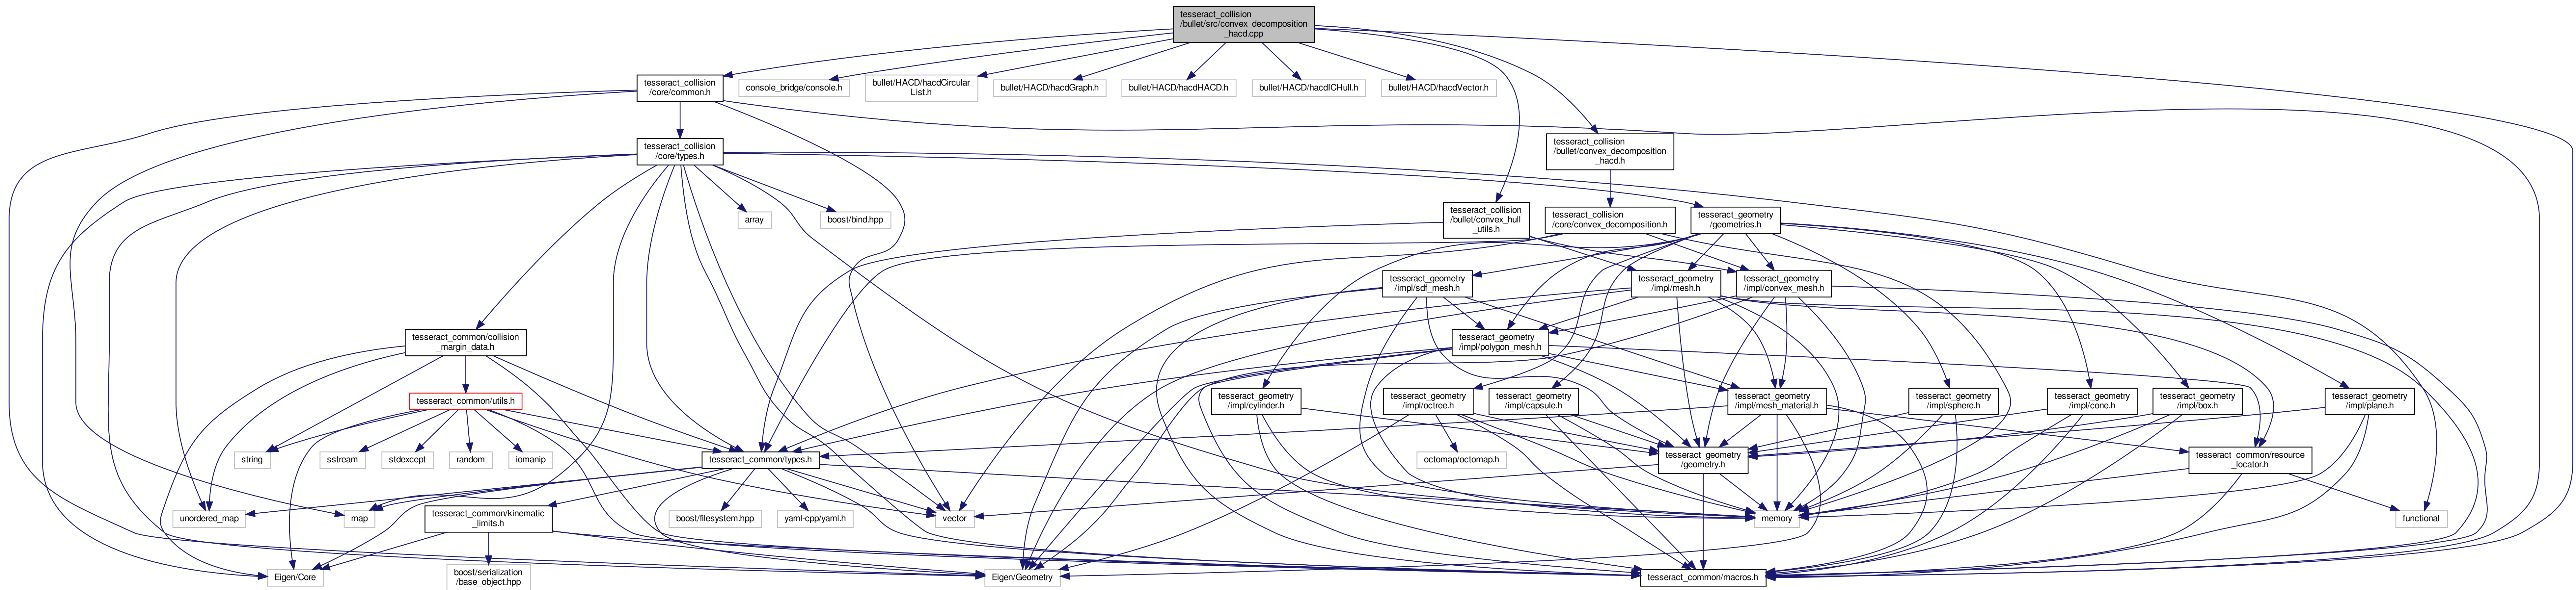 tesseract_collision
/bullet/src/convex_decomposition
_hacd.cpp
tesseract_collision
/core/common.h
console_bridge/console.h
bullet/HACD/hacdCircular
List.h
bullet/HACD/hacdGraph.h
bullet/HACD/hacdHACD.h
bullet/HACD/hacdICHull.h
bullet/HACD/hacdVector.h
tesseract_collision
/core/types.h
tesseract_collision
/bullet/convex_decomposition
_hacd.h
array
boost/bind.hpp
tesseract_collision
/bullet/convex_hull
_utils.h
tesseract_collision
/core/convex_decomposition.h
tesseract_geometry
/geometries.h
tesseract_geometry
/impl/sdf_mesh.h
tesseract_geometry
/impl/mesh.h
tesseract_geometry
/impl/convex_mesh.h
tesseract_common/collision
_margin_data.h
tesseract_geometry
/impl/polygon_mesh.h
tesseract_common/utils.h
tesseract_geometry
/impl/cylinder.h
tesseract_geometry
/impl/octree.h
tesseract_geometry
/impl/capsule.h
tesseract_geometry
/impl/mesh_material.h
tesseract_geometry
/impl/sphere.h
tesseract_geometry
/impl/cone.h
tesseract_geometry
/impl/box.h
tesseract_geometry
/impl/plane.h
string
sstream
stdexcept
random
iomanip
tesseract_common/types.h
octomap/octomap.h
tesseract_geometry
/geometry.h
tesseract_common/resource
_locator.h
unordered_map
map
tesseract_common/kinematic
_limits.h
boost/filesystem.hpp
yaml-cpp/yaml.h
vector
memory
functional
Eigen/Core
boost/serialization
/base_object.hpp
Eigen/Geometry
tesseract_common/macros.h